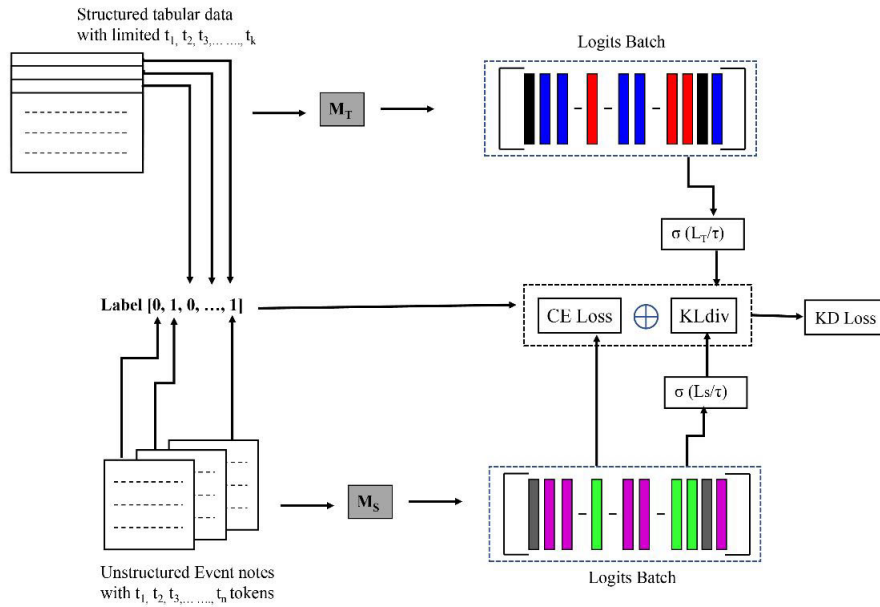 Structured tabular data
with limited t1, t2, t3,... ...., tk
Logits Batch
MT
σ (LT/τ)
Label [0, 1, 0, ..., 1]
CE Loss
KLdiv
KD Loss
σ (Ls/τ)
MS
Unstructured Event notes
with t1, t2, t3,... ...., tn tokens
Logits Batch